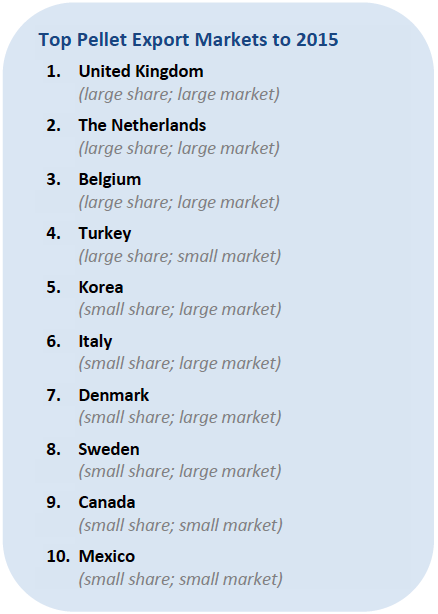 Top Pellet Export Markets to 2015
1. United Kingdom
(large share; large market)
2. The Netherlands
(large share; large market)
3. Belgium
(large share; large market)
4. Turkey
(large share; small market)
5. Korea
(small share; large market)
6. Italy
(small share; large market)
7. Denmark
(small share; large market)
8. Sweden
(small share; large market)
9. Canada
(small share; small market)
10. Mexico
(small share; small market)